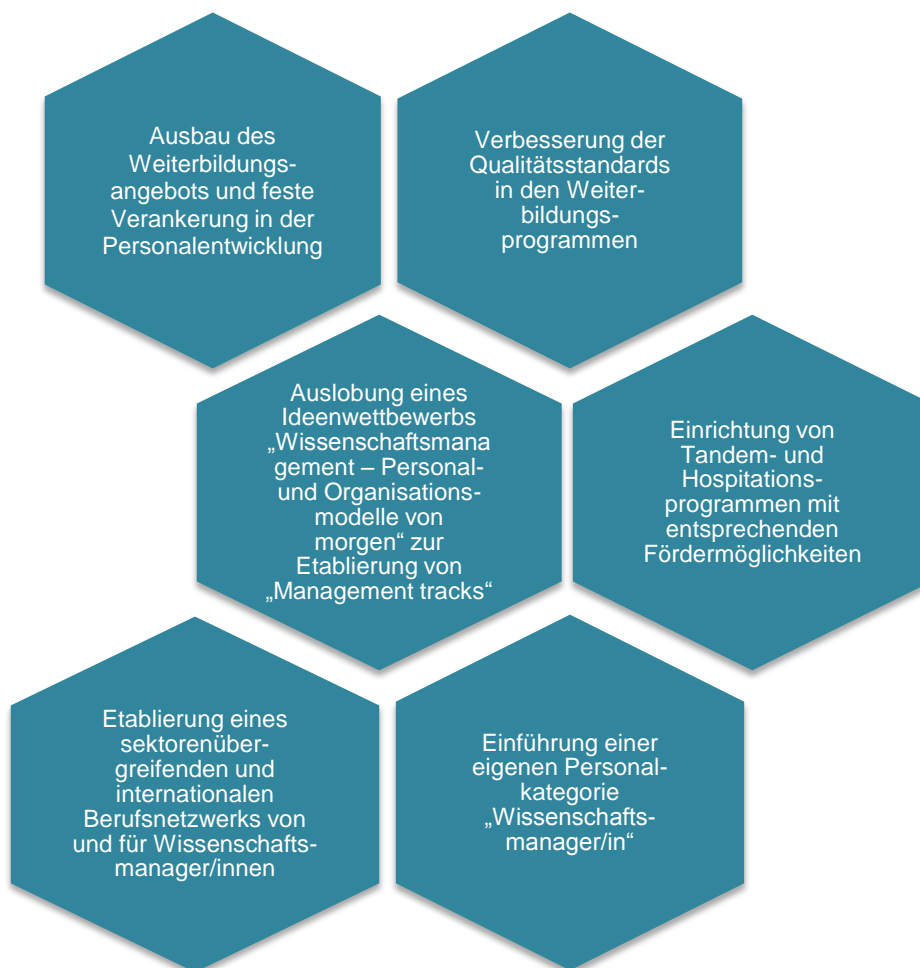 Ausbau des
Weiterbildungs-
angebots und feste
Verankerung in der
Personalentwicklung
Verbesserung der
Qualitätsstandards
in den Weiter-
bildungs-
programmen
Auslobung eines
Ideenwettbewerbs
„Wissenschaftsmana
gement – Personal-
und Organisations-
modelle von
morgen“ zur
Etablierung von
„Management tracks“
Einrichtung von
Tandem- und
Hospitations-
programmen mit
entsprechenden
Fördermöglichkeiten
Etablierung eines
sektorenüber-
greifenden und
internationalen
Berufsnetzwerks von
und für Wissenschafts-
manager/innen
Einführung einer
eigenen Personal-
kategorie
„Wissenschafts-
manager/in“